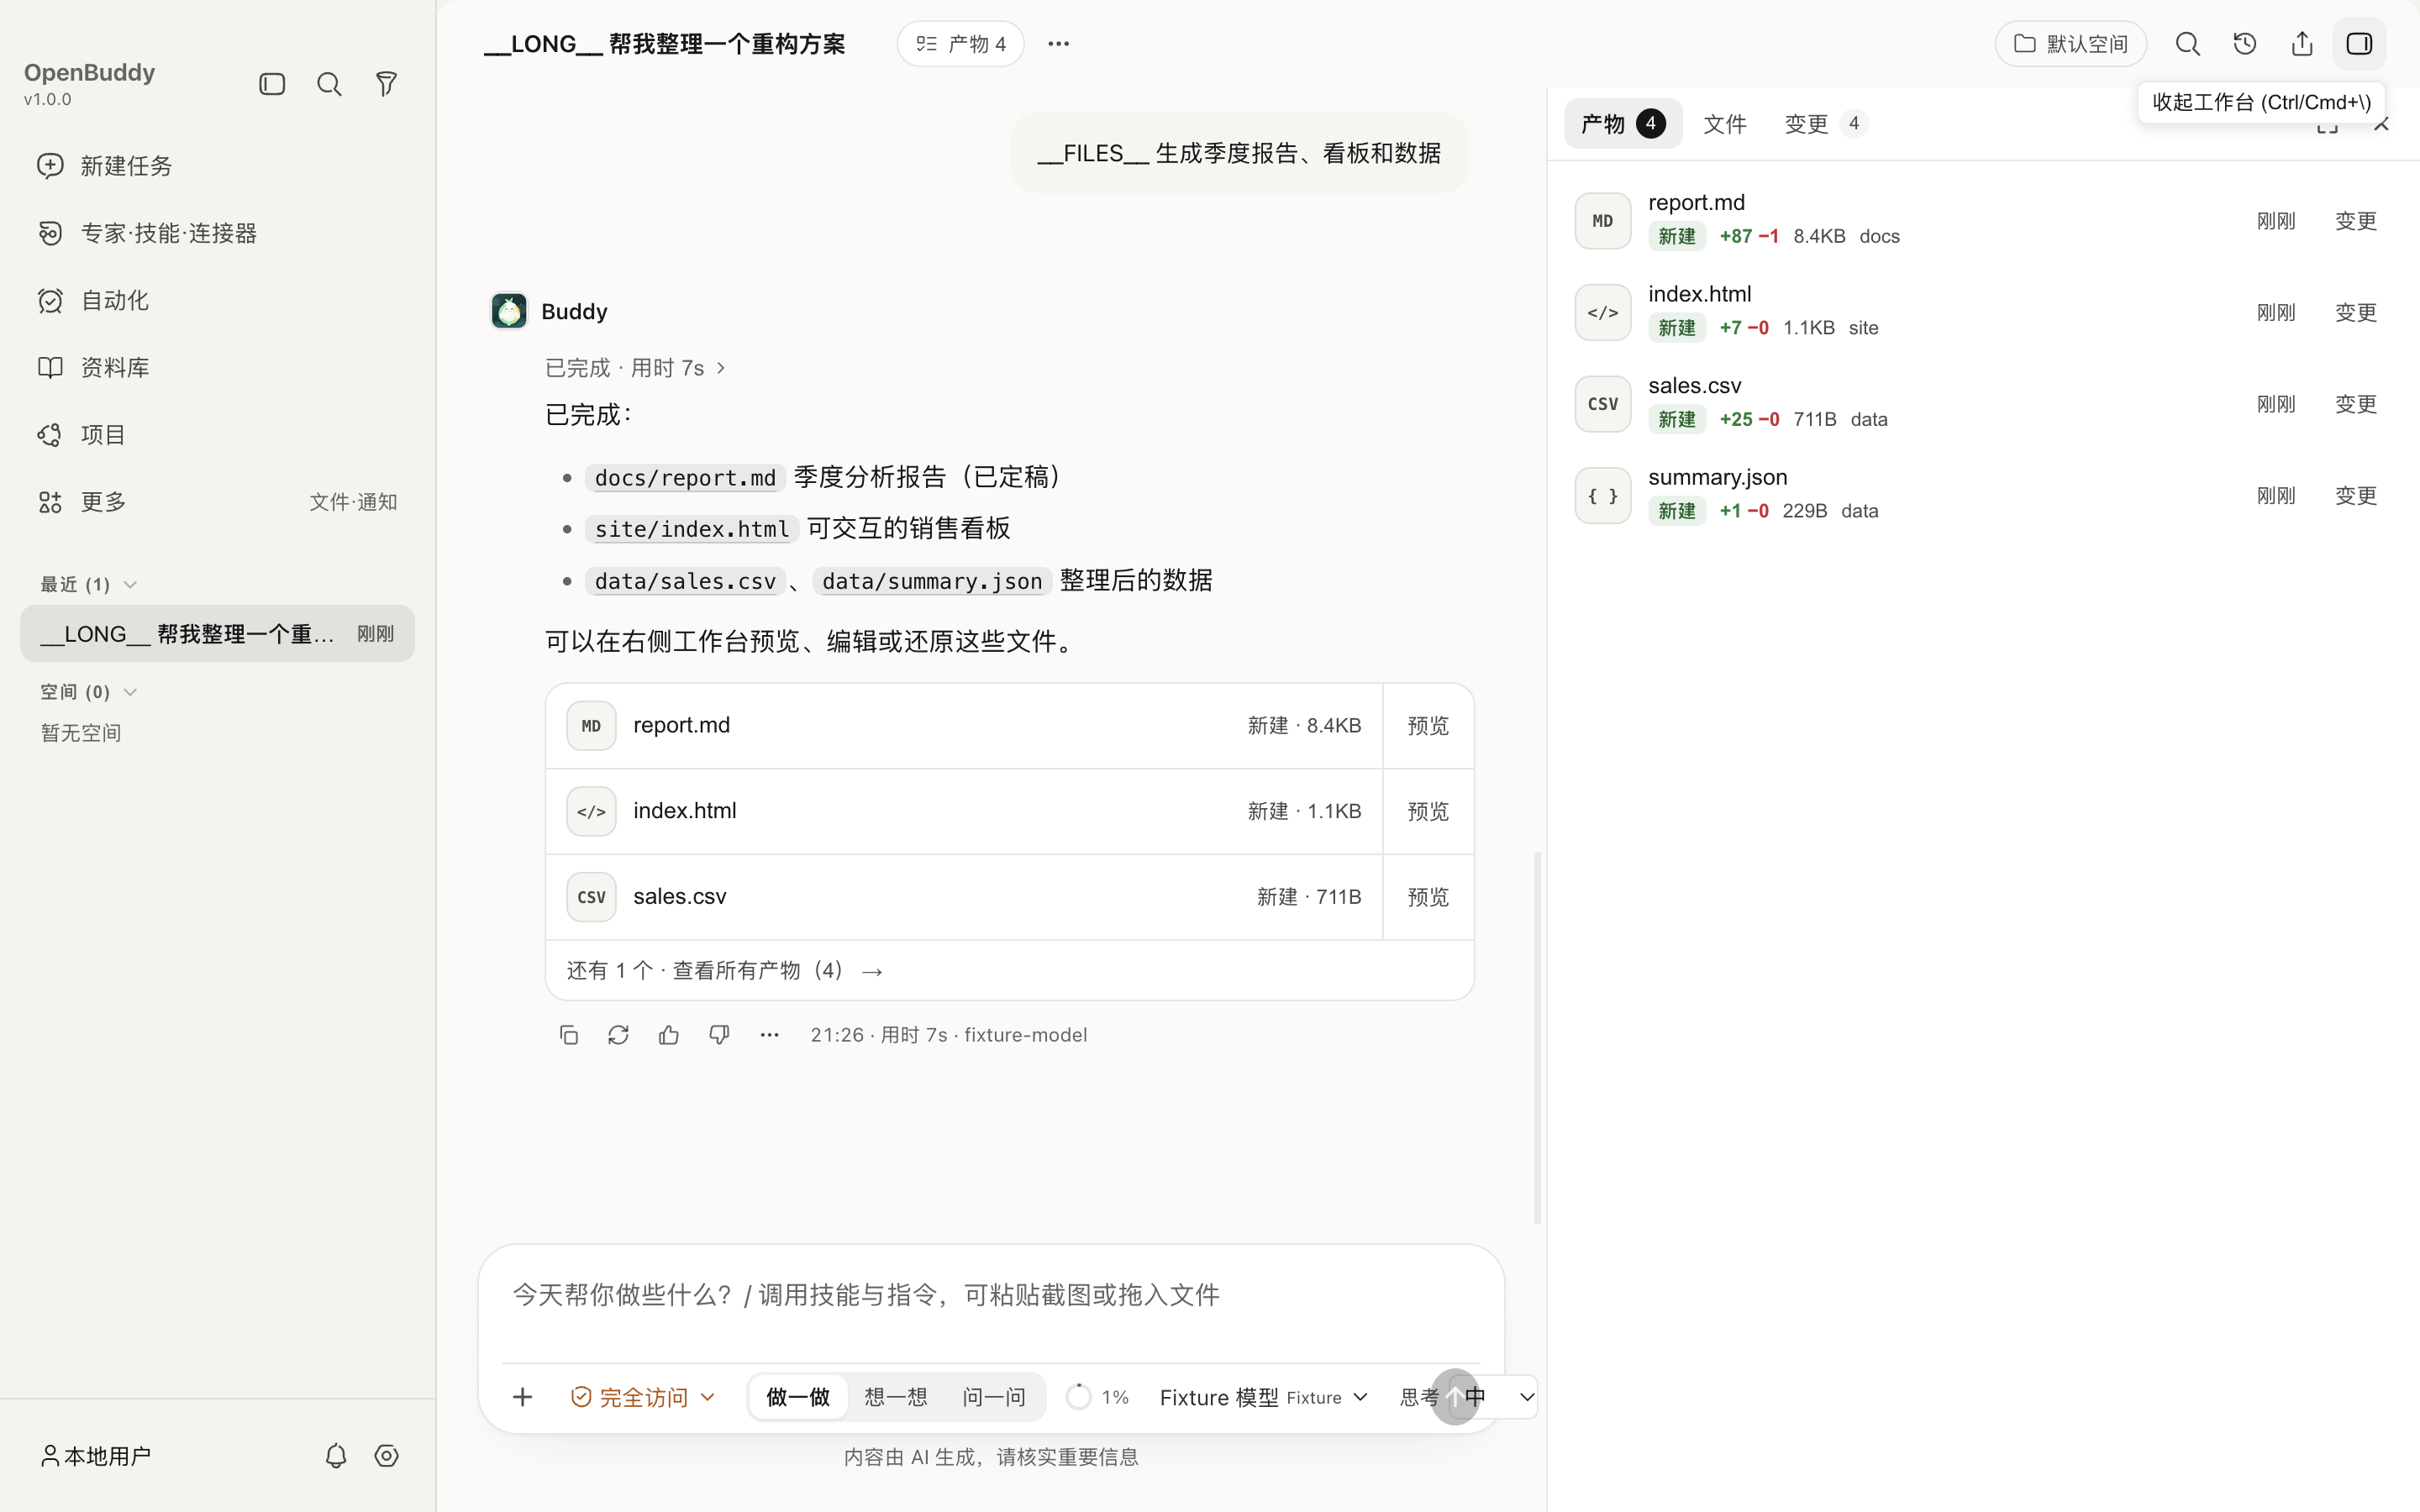 OpenBuddy
v1.0.0
新建任务
专家·技能·连接器
自动化
资料库
项目
更多 文件·通知
最近 (1)
__LONG__ 帮我整理一个重… 刚刚
空间 (0)
暂无空间
本地用户
__LONG__ 帮我整理一个重构方案 产物 4
默认空间
收起工作台 (Ctrl/Cmd+\)
__FILES__ 生成季度报告、看板和数据
Buddy
已完成 · 用时 7s
已完成：
docs/report.md 季度分析报告（已定稿）
site/index.html 可交互的销售看板
data/sales.csv 、 data/summary.json 整理后的数据
可以在右侧工作台预览、编辑或还原这些文件。
MD report.md 新建 · 8.4KB 预览
</> index.html 新建 · 1.1KB 预览
CSV sales.csv 新建 · 711B 预览
还有 1 个 · 查看所有产物（4） →
21:26 · 用时 7s · fixture-model
今天帮你做些什么？/ 调用技能与指令，可粘贴截图或拖入文件
完全访问 做一做 想一想 问一问 1% Fixture 模型 Fixture 思考 中
内容由 AI 生成，请核实重要信息
产物 4 文件 变更 4
MD report.md 刚刚 变更
新建 +87 −1 8.4KB docs
</> index.html 刚刚 变更
新建 +7 −0 1.1KB site
CSV sales.csv 刚刚 变更
新建 +25 −0 711B data
{ } summary.json 刚刚 变更
新建 +1 −0 229B data